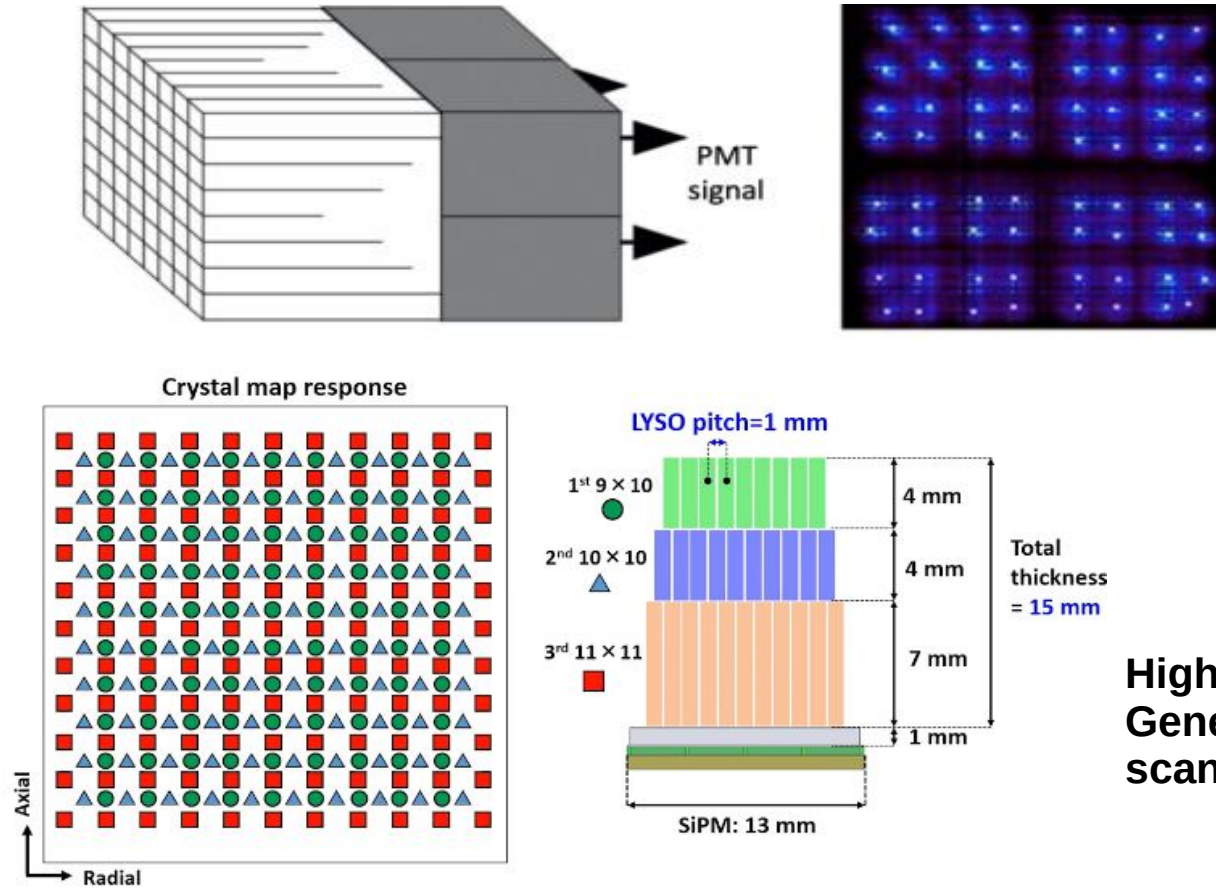 PMT
signal
Crystal map response
Axial
Radial
LYSO pitch=1 mm
1st 9 × 10
2nd 10 × 10
3rd 11 × 11
4 mm
4 mm
7 mm
1 mm
Total
thickness
= 15 mm
SiPM: 13 mm
High
Gene
scan